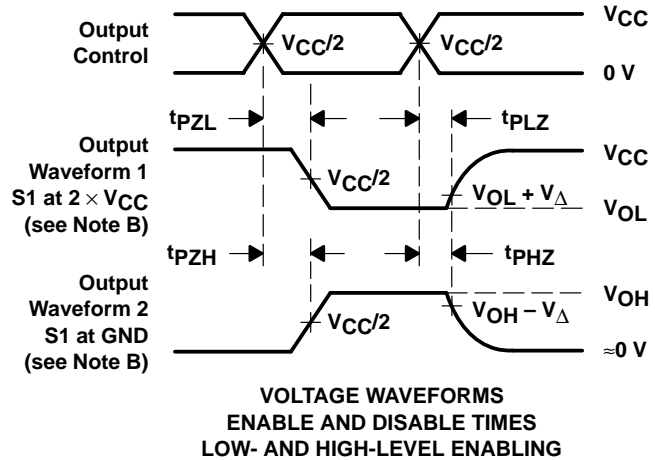 Output
Control
VCC/2
VCC/2
VCC
0 V
tPZL
tPLZ
Output
Waveform 1
S1 at 2 × VCC
(see Note B)
VCC/2
VCC
VOL + VΔ
VOL
tPZH
tPHZ
Output
Waveform 2
S1 at GND
(see Note B)
VCC/2
VOH
VOH – VΔ
≈0 V
VOLTAGE WAVEFORMS
ENABLE AND DISABLE TIMES
LOW- AND HIGH-LEVEL ENABLING